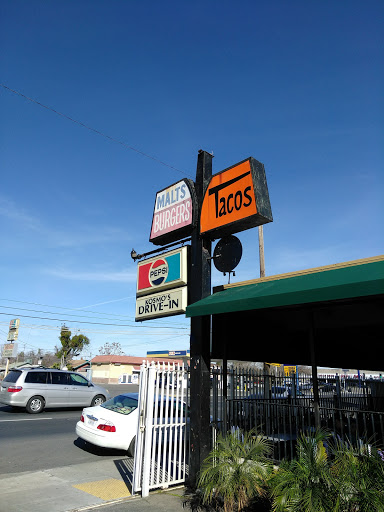 MALTS
BURGERS
TACOS
PEPSI
KOSMO'S
DRIVE-IN